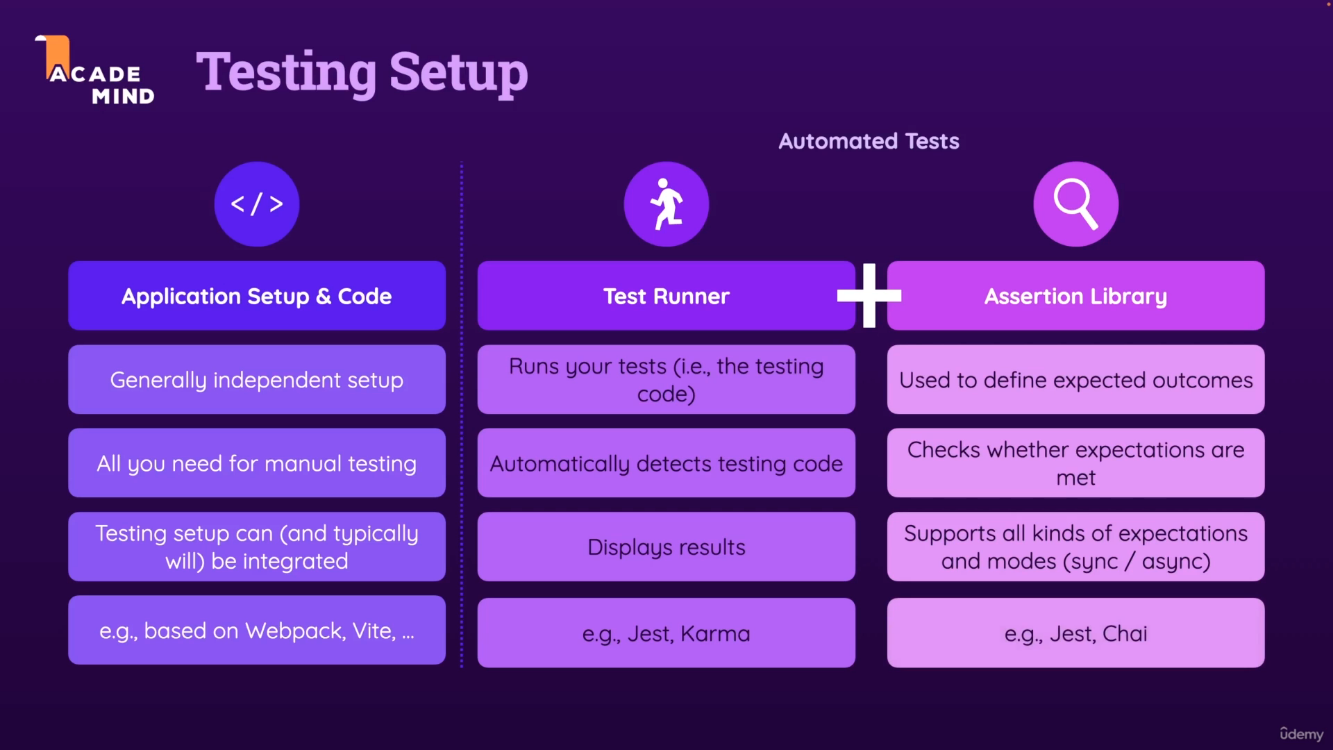 ACADE
MIND
Testing Setup
Automated Tests
</>
Application Setup & Code
Generally independent setup
All you need for manual testing
Testing setup can (and typically
will) be integrated
e.g., based on Webpack, Vite, ...
Test Runner
Runs your tests (i.e., the testing
code)
Automatically detects testing code
Displays results
e.g., Jest, Karma
Assertion Library
Used to define expected outcomes
Checks whether expectations are
met
Supports all kinds of expectations
and modes (sync / async)
e.g., Jest, Chai
ûdemy